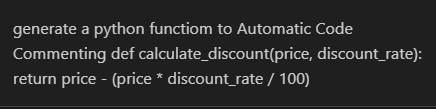 generate a python functiom to Automatic Code
Commenting def calculate_discount(price, discount_rate):
return price - (price * discount_rate / 100)